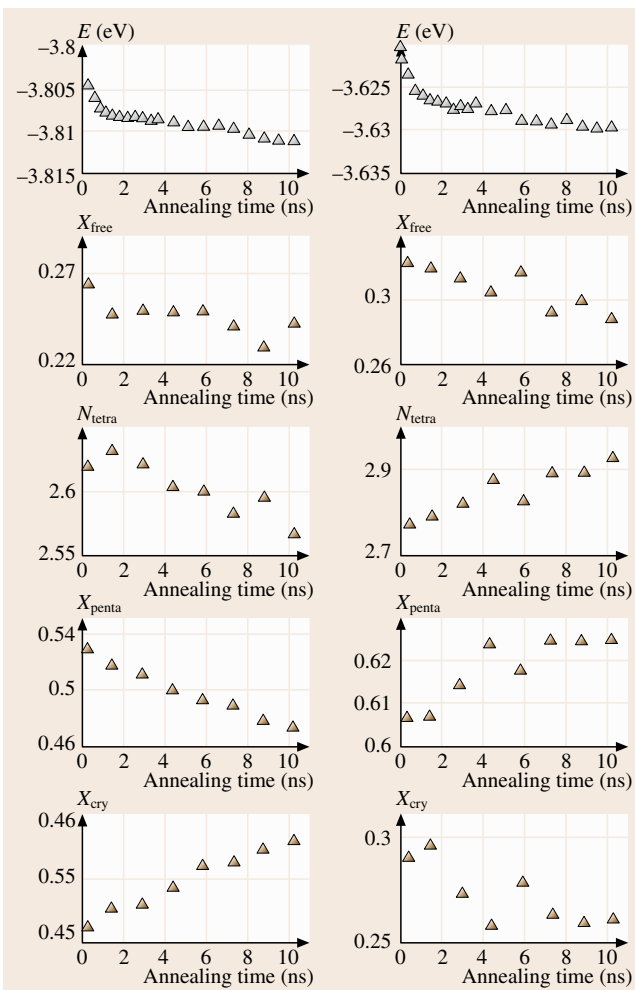 E (eV)
−3.8
−3.805
−3.81
−3.815
0 2 4 6 8 10
Annealing time (ns)
E (eV)
−3.625
−3.63
−3.635
0 2 4 6 8 10
Annealing time (ns)
Xfree
0.27
0.22
0 2 4 6 8 10
Annealing time (ns)
Xfree
0.3
0.26
0 2 4 6 8 10
Annealing time (ns)
Ntetra
2.6
2.55
0 2 4 6 8 10
Annealing time (ns)
Ntetra
2.9
2.7
0 2 4 6 8 10
Annealing time (ns)
Xpenta
0.54
0.5
0.46
0 2 4 6 8 10
Annealing time (ns)
Xpenta
0.62
0.61
0.6
0 2 4 6 8 10
Annealing time (ns)
Xcry
0.46
0.55
0.45
0 2 4 6 8 10
Annealing time (ns)
Xcry
0.3
0.25
0 2 4 6 8 10
Annealing time (ns)